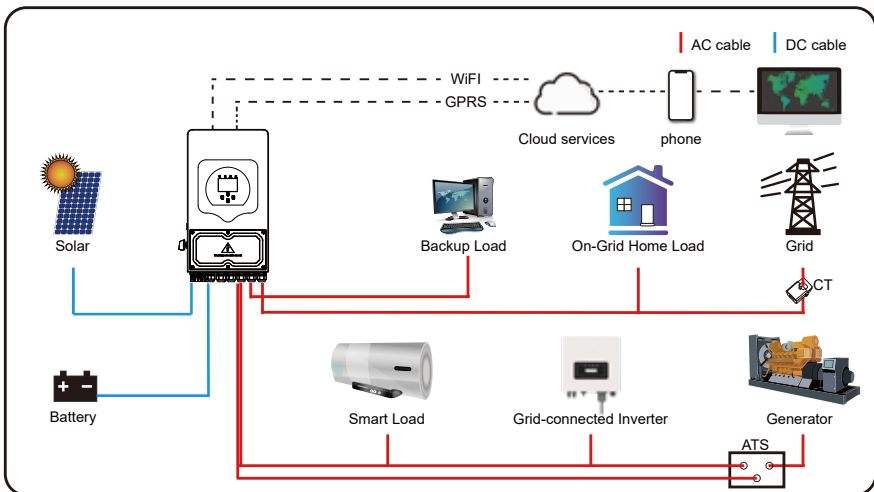 AC cable
DC cable
WiFI
GPRS
Cloud services
phone
Solar
Backup Load
On-Grid Home Load
Grid
CT
Battery
Smart Load
Grid-connected Inverter
Generator
ATS